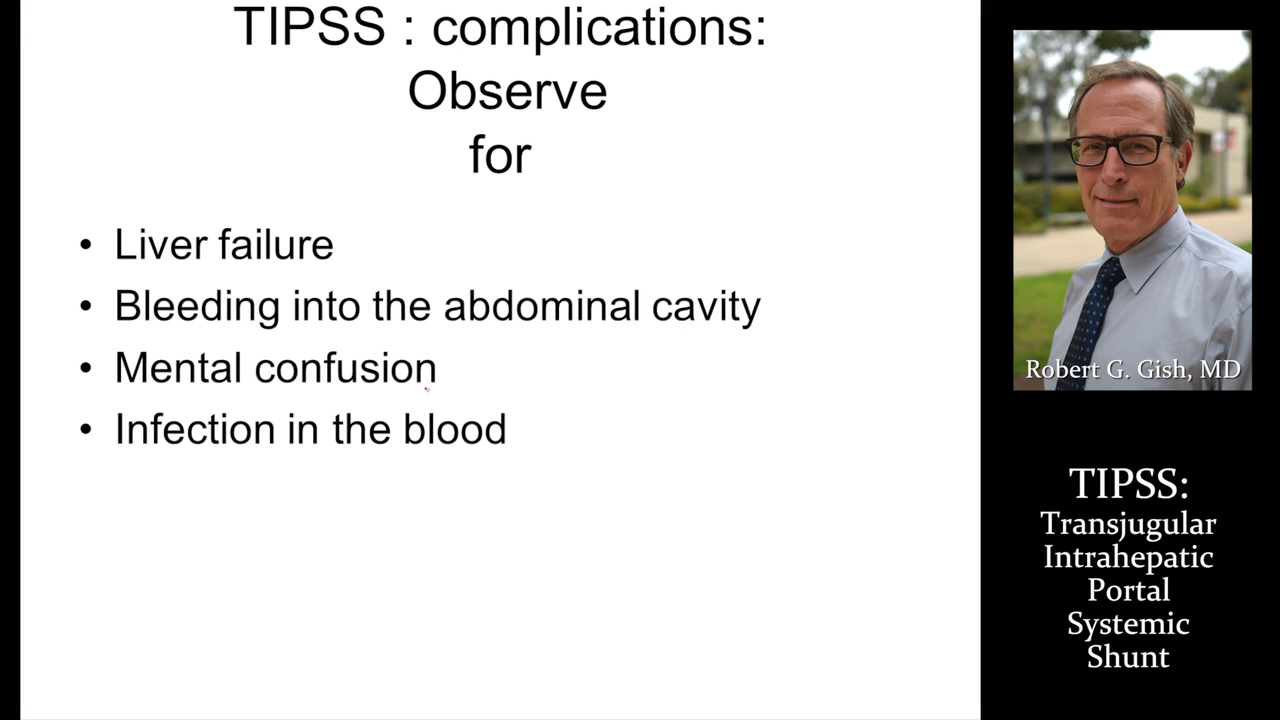 TIPSS : complications:
Observe
for
• Liver failure
• Bleeding into the abdominal cavity
• Mental confusion
• Infection in the blood
Robert G. Gish, MD
TIPSS:
Transjugular
Intrahepatic
Portal
Systemic
Shunt